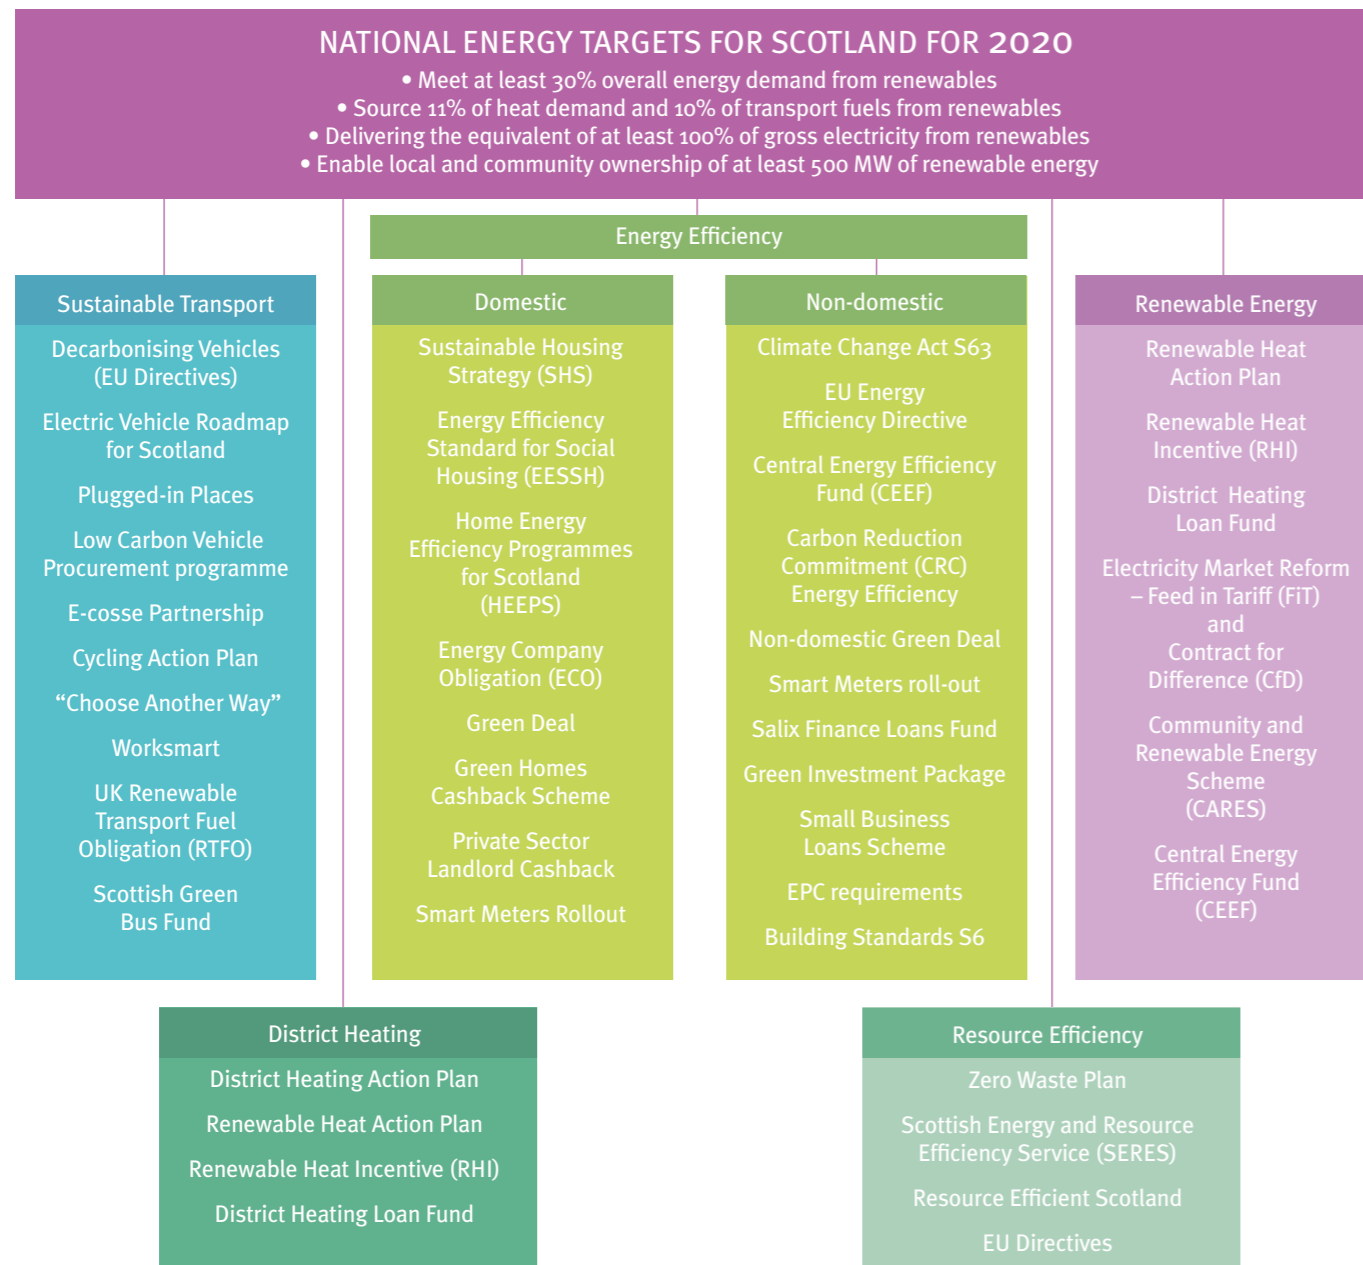 NATIONAL ENERGY TARGETS FOR SCOTLAND FOR 2020
• Meet at least 30% overall energy demand from renewables
• Source 11% of heat demand and 10% of transport fuels from renewables
• Delivering the equivalent of at least 100% of gross electricity from renewables
• Enable local and community ownership of at least 500 MW of renewable energy
Energy Efficiency
Sustainable Transport
Decarbonising Vehicles
(EU Directives)
Electric Vehicle Roadmap
for Scotland
Plugged-in Places
Low Carbon Vehicle
Procurement programme
E-cosse Partnership
Cycling Action Plan
“Choose Another Way”
Worksmart
UK Renewable
Transport Fuel
Obligation (RTFO)
Scottish Green
Bus Fund
Domestic
Sustainable Housing
Strategy (SHS)
Energy Efficiency
Standard for Social
Housing (EESSH)
Home Energy
Efficiency Programmes
for Scotland
(HEEPS)
Energy Company
Obligation (ECO)
Green Deal
Green Homes
Cashback Scheme
Private Sector
Landlord Cashback
Smart Meters Rollout
Non-domestic
Climate Change Act S63
EU Energy
Efficiency Directive
Central Energy Efficiency
Fund (CEEF)
Carbon Reduction
Commitment (CRC)
Energy Efficiency
Non-domestic Green Deal
Smart Meters roll-out
Salix Finance Loans Fund
Green Investment Package
Small Business
Loans Scheme
EPC requirements
Building Standards S6
Renewable Energy
Renewable Heat
Action Plan
Renewable Heat
Incentive (RHI)
District Heating
Loan Fund
Electricity Market Reform
– Feed in Tariff (FiT)
and
Contract for
Difference (CfD)
Community and
Renewable Energy
Scheme
(CARES)
Central Energy
Efficiency Fund
(CEEF)
District Heating
District Heating Action Plan
Renewable Heat Action Plan
Renewable Heat Incentive (RHI)
District Heating Loan Fund
Resource Efficiency
Zero Waste Plan
Scottish Energy and Resource
Efficiency Service (SERES)
Resource Efficient Scotland
EU Directives